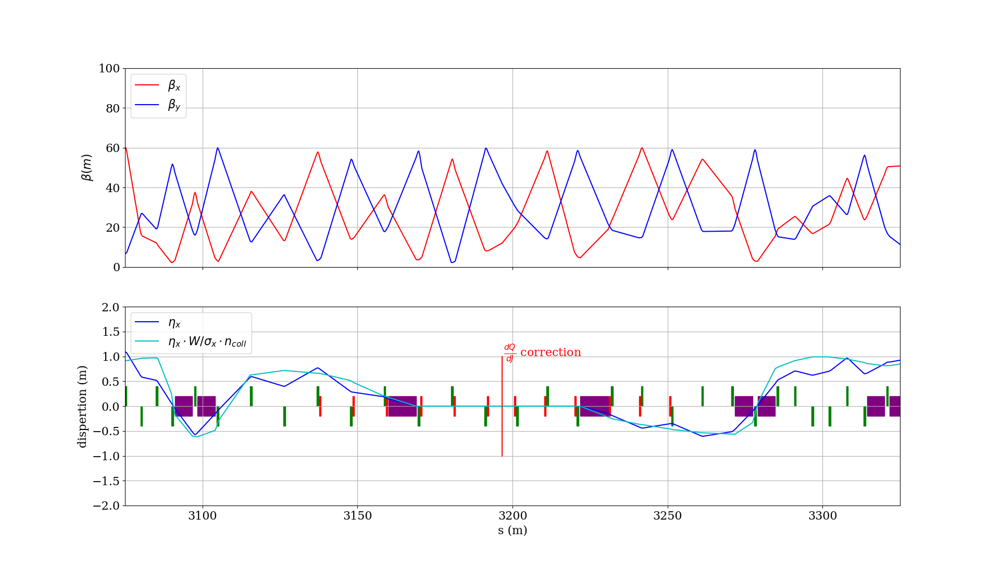 100
80
60
40
20
0
β(m)
βx
βy
2.0
1.5
1.0
0.5
0.0
−0.5
−1.0
−1.5
−2.0
dispertion (m)
ηx
ηx · W/σx · ncoll
dQ/dJ correction
3100 3150 3200 3250 3300
s (m)